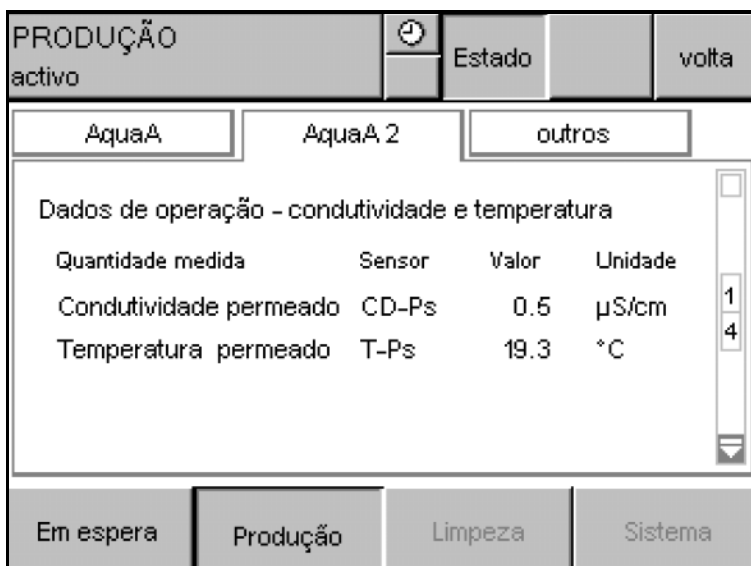 PRODUÇÃO
activo
Estado
volta
AquaA
AquaA 2
outros
Dados de operação - condutividade e temperatura
Quantidade medida Sensor Valor Unidade
Condutividade permeado CD-Ps 0.5 µS/cm
Temperatura permeado T-Ps 19.3 °C
1
4
Em espera
Produção
Limpeza
Sistema